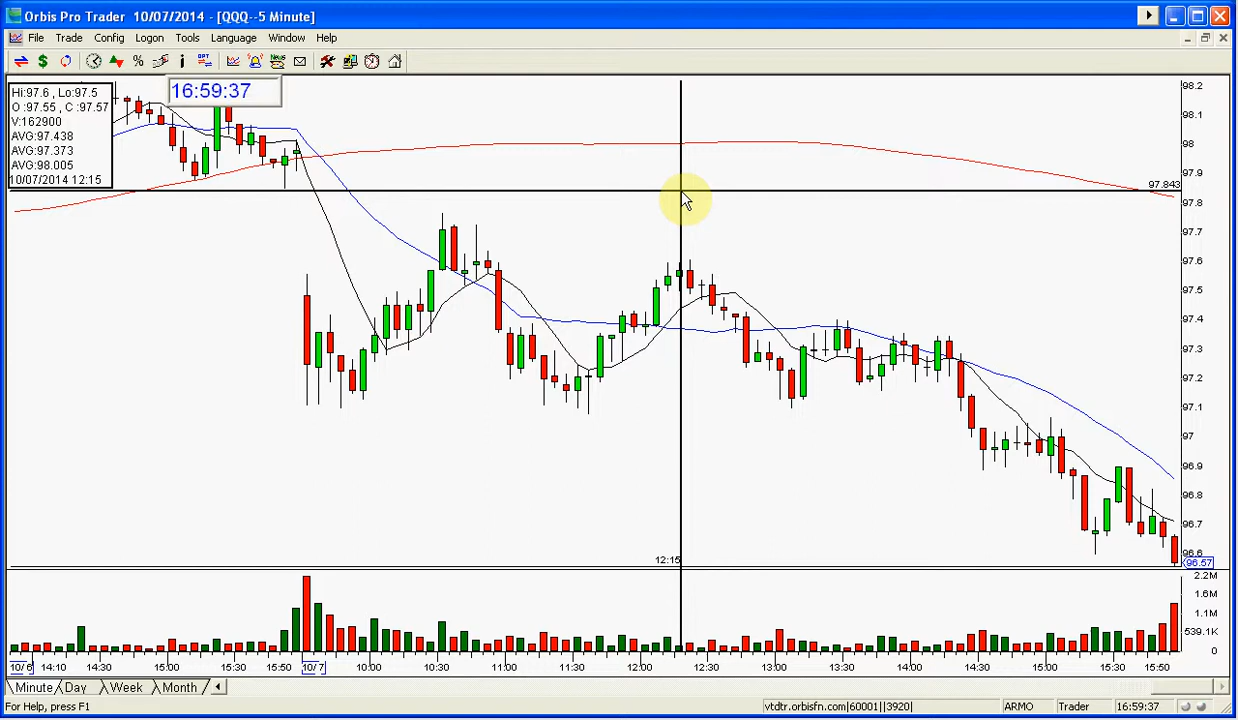 Orbis Pro Trader 10/07/2014 - [QQQ--5 Minute]
File Trade Config Logon Tools Language Window Help
$ % i OPT News
Hi:97.6 , Lo:97.5
O :97.55 , C :97.57
V:162900
AVG:97.438
AVG:97.373
AVG:98.005
10/07/2014 12:15
16:59:37
98.2
98.1
98
97.9
97.843
97.8
97.7
97.6
97.5
97.4
97.3
97.2
97.1
97
96.9
96.8
96.7
96.6
96.57
12:15
2.2M
1.6M
1.1M
539.1K
0
10/6 14:10 14:30 15:00 15:30 15:50 10/7 10:00 10:30 11:00 11:30 12:00 12:30 13:00 13:30 14:00 14:30 15:00 15:30 15:50
Minute Day Week Month
For Help, press F1
vtdtr.orbisfn.com|60001||3920| ARMO Trader 16:59:37